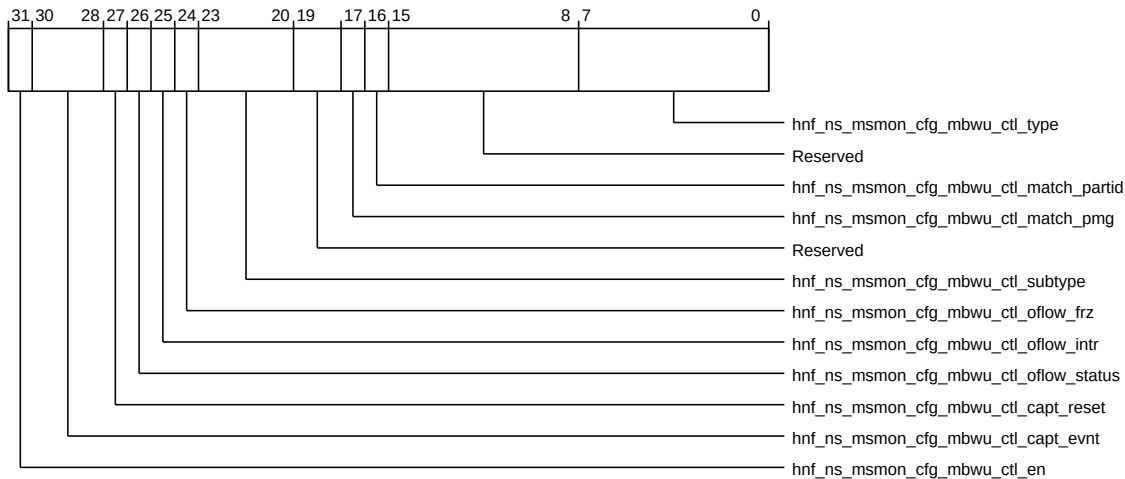 31 30 28 27 26 25 24 23 20 19 17 16 15 8 7 0
hnf_ns_msmon_cfg_mbwu_ctl_type
Reserved
hnf_ns_msmon_cfg_mbwu_ctl_match_partid
hnf_ns_msmon_cfg_mbwu_ctl_match_pmg
Reserved
hnf_ns_msmon_cfg_mbwu_ctl_subtype
hnf_ns_msmon_cfg_mbwu_ctl_oflow_frz
hnf_ns_msmon_cfg_mbwu_ctl_oflow_intr
hnf_ns_msmon_cfg_mbwu_ctl_oflow_status
hnf_ns_msmon_cfg_mbwu_ctl_capt_reset
hnf_ns_msmon_cfg_mbwu_ctl_capt_evnt
hnf_ns_msmon_cfg_mbwu_ctl_en